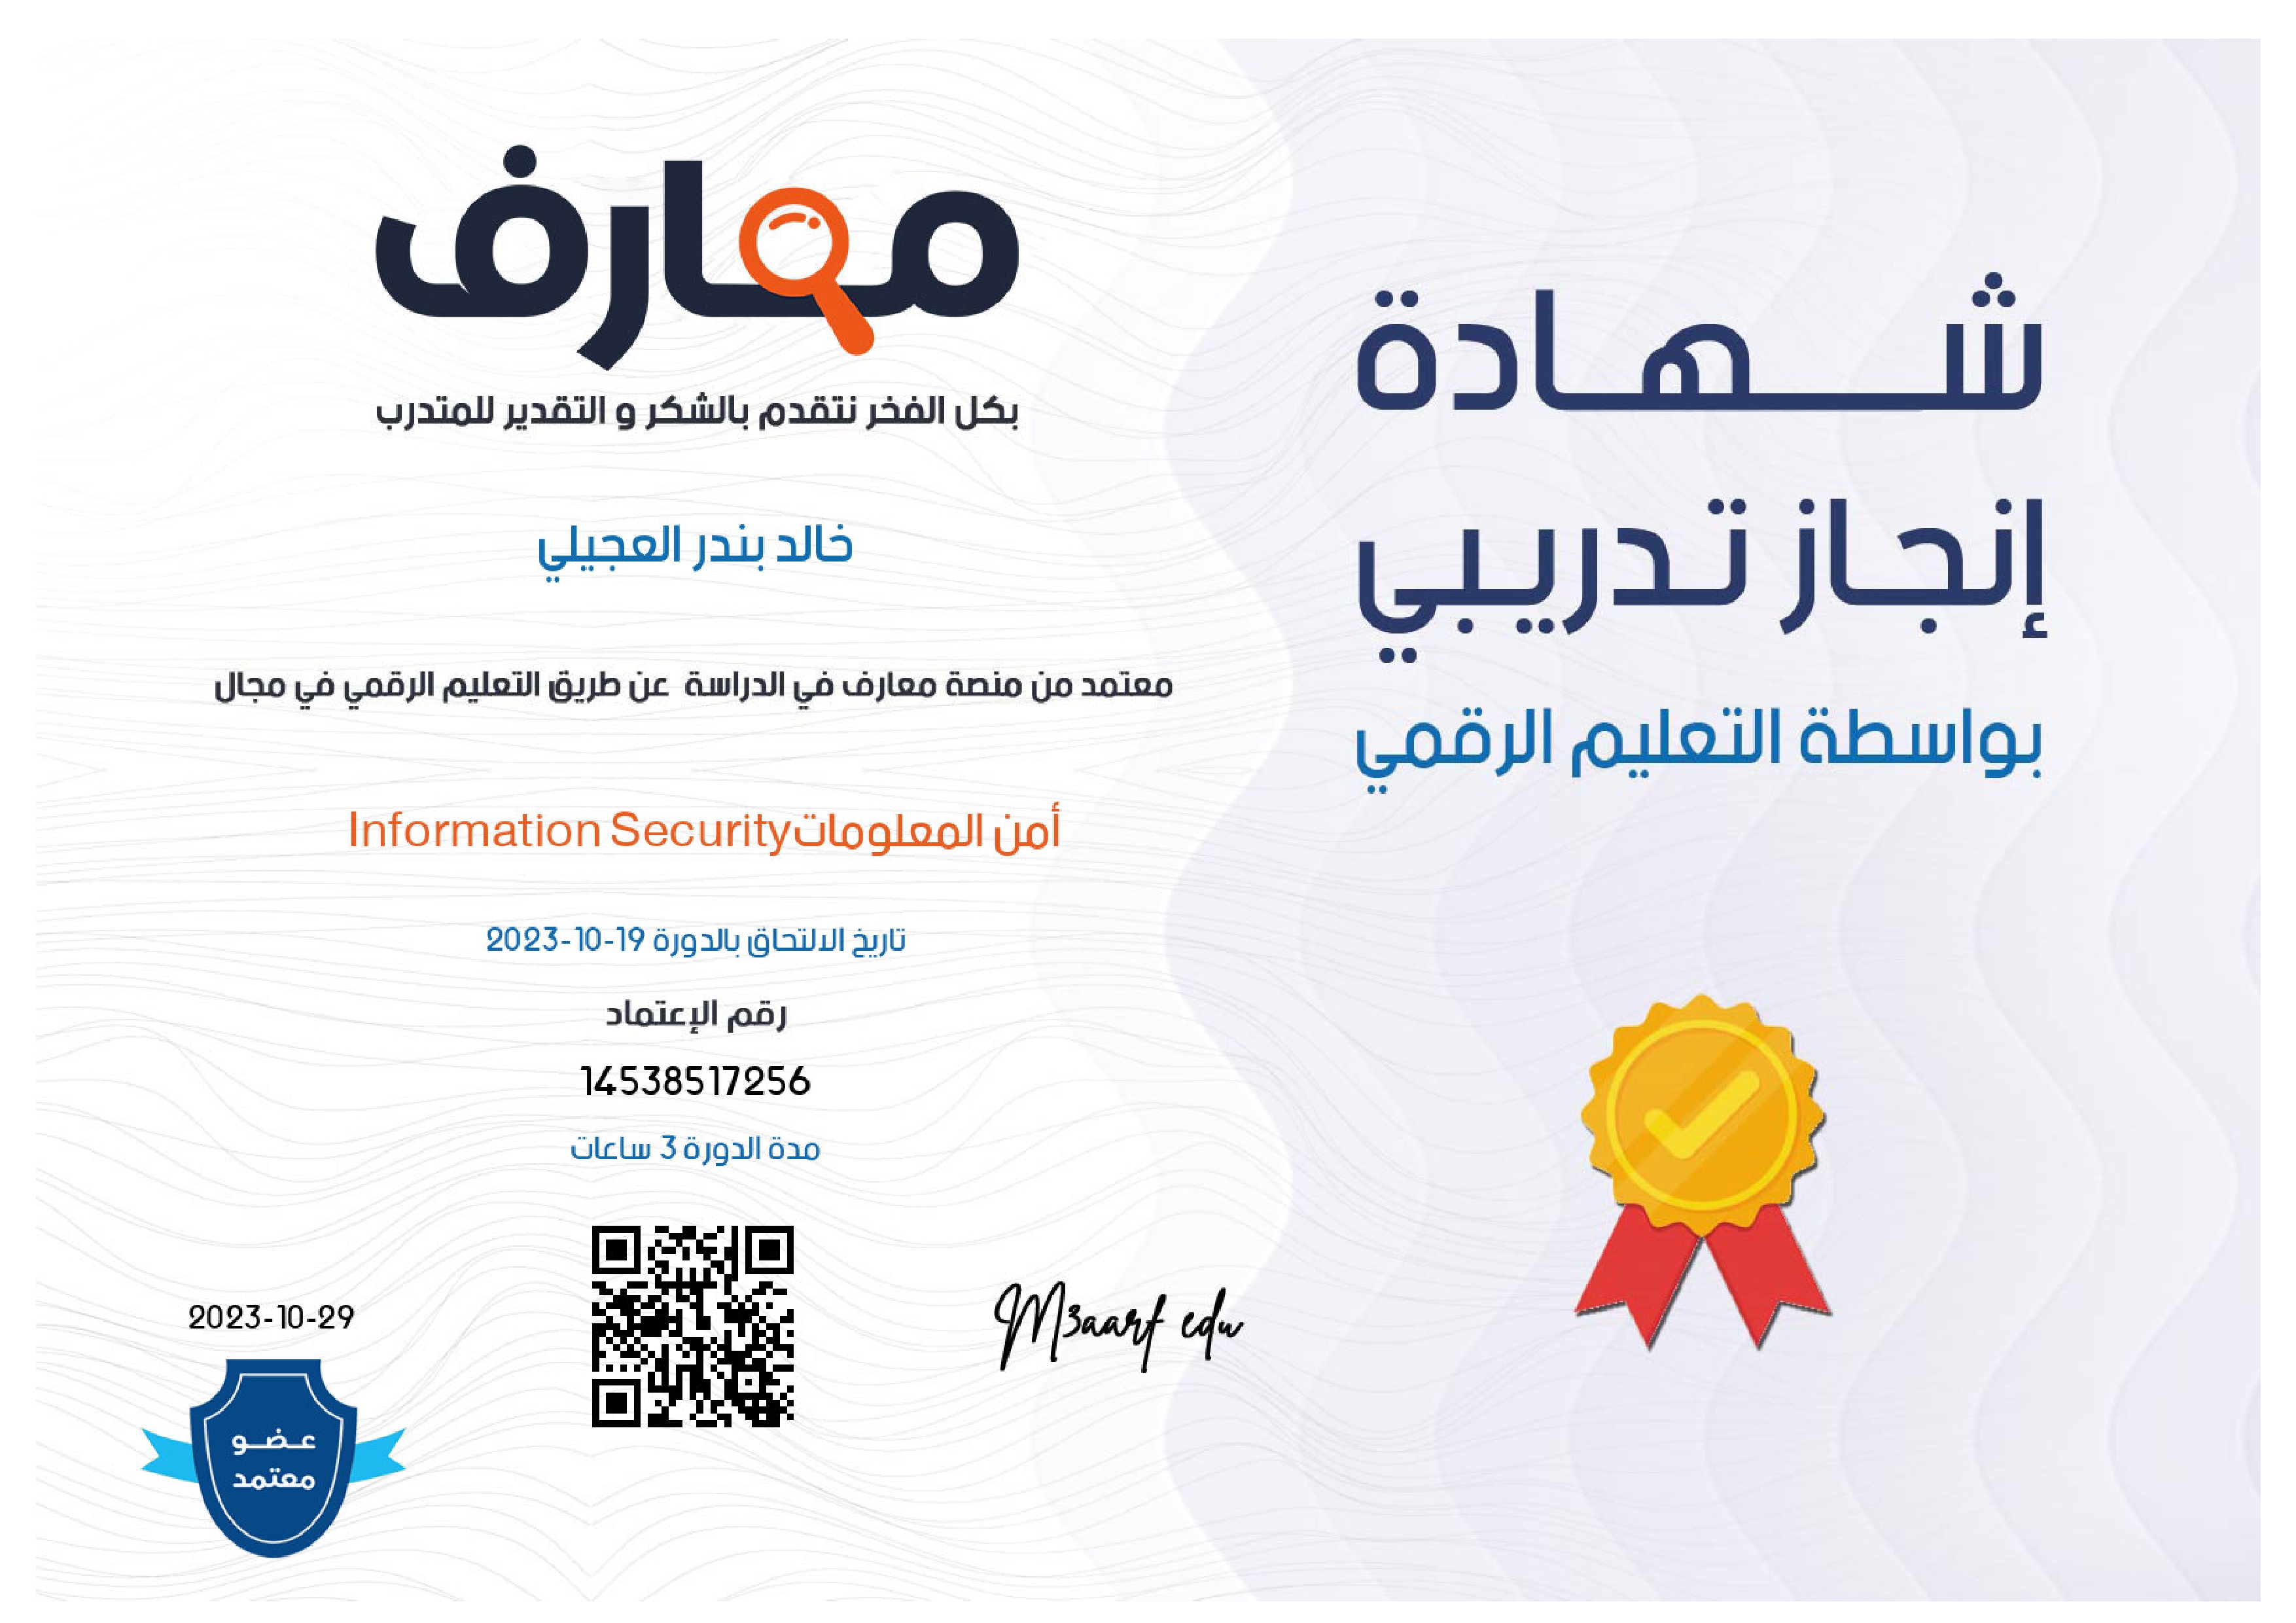 شهادة
إنجاز تدريبي
بواسطة التعليم الرقمي
معارف
بكل الفخر نتقدم بالشكر و التقدير للمتدرب
خالد بندر العجيلي
معتمد من منصة معارف في الدراسة عن طريق التعليم الرقمي في مجال
أمن المعلومات Information Security
تاريخ الالتحاق بالدورة 19-10-2023
رقم الإعتماد
14538517256
مدة الدورة 3 ساعات
2023-10-29
M3aarf edu
عضو
معتمد